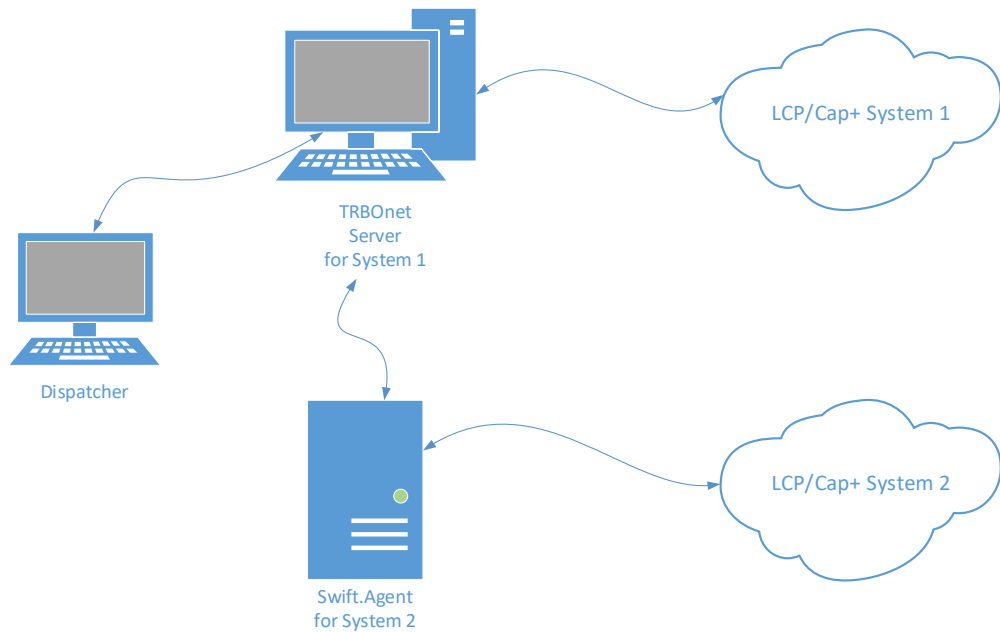 LCP/Cap+ System 1
TRBOnet
Server
for System 1
Dispatcher
LCP/Cap+ System 2
Swift.Agent
for System 2